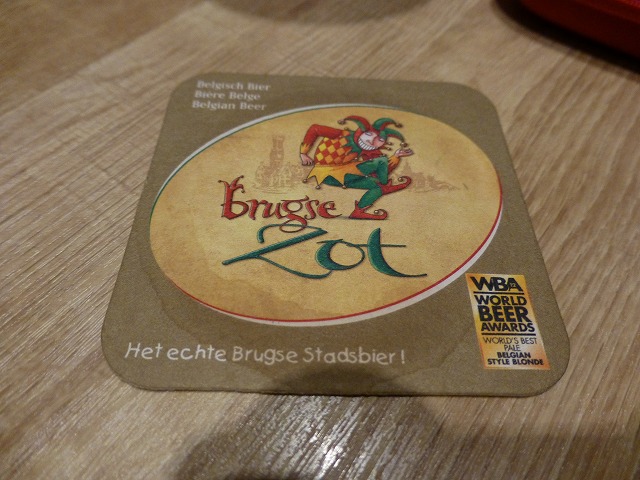 Belgisch Bier
Bière Belge
Belgian Beer
brugse
Zot
WBA 12
WORLD
BEER
AWARDS
WORLD'S BEST
PALE
BELGIAN
STYLE BLONDE
Het echte Brugse Stadsbier!